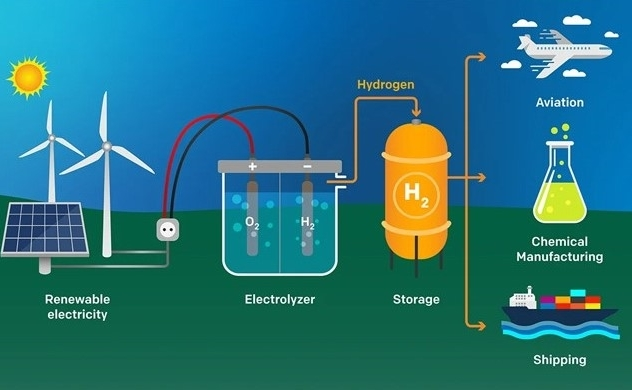 Hydrogen
Aviation
+
−
O2
H2
H2
Chemical
Manufacturing
Renewable
electricity
Electrolyzer
Storage
Shipping